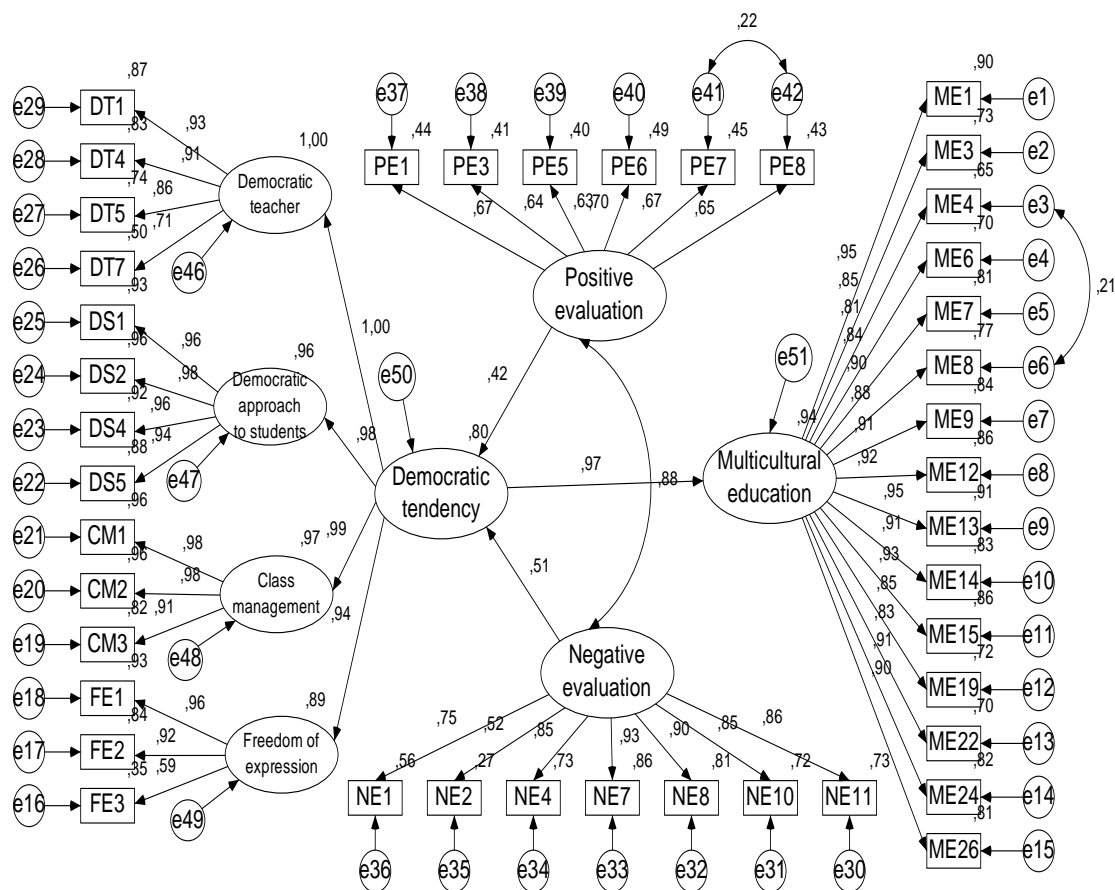 ,22
,87
,90
e37
e38
e39
e40
e41
e42
e29
DT1
,93
,44
,41
,40
,49
,45
,43
ME1
e1
,83
,73
,91
1,00
PE1
PE3
PE5
PE6
PE7
PE8
e28
DT4
ME3
e2
,74
,65
Democratic
teacher
,86
,67
,64
,63
,70
,67
,65
e27
DT5
,71
ME4
e3
,50
,70
e46
e26
DT7
ME6
e4
,93
,81
Positive
evaluation
,95
,85
,21
e25
DS1
,81
ME7
e5
,96
,96
1,00
,96
,84
,77
e50
e51
e24
DS2
,98
Democratic
approach
to students
,42
,90
ME8
e6
,92
,96
,88
,84
e23
DS4
,94
,98
,80
,94
,91
ME9
e7
,88
,86
e47
Democratic
tendency
,97
,88
Multicultural
education
,92
e22
DS5
ME12
e8
,96
,91
,95
e21
CM1
,98
,97
,99
,91
ME13
e9
,96
,83
,98
,51
,93
e20
CM2
Class
management
ME14
e10
,82
,91
,94
,85
,86
e19
CM3
,83
ME15
e11
,93
e48
,91
,72
Negative
evaluation
,90
e18
FE1
,96
,89
ME19
e12
,84
,70
,75
,52
,85
,93
,90
,85
,86
e17
FE2
,92
Freedom of
expression
ME22
e13
,35
,59
,56
,27
,73
,86
,81
,72
,73
,82
e16
FE3
NE1
NE2
NE4
NE7
NE8
NE10
NE11
ME24
e14
e49
,81
ME26
e15
e36
e35
e34
e33
e32
e31
e30